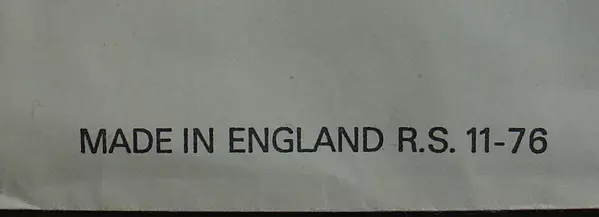 MADE IN ENGLAND R.S. 11-76